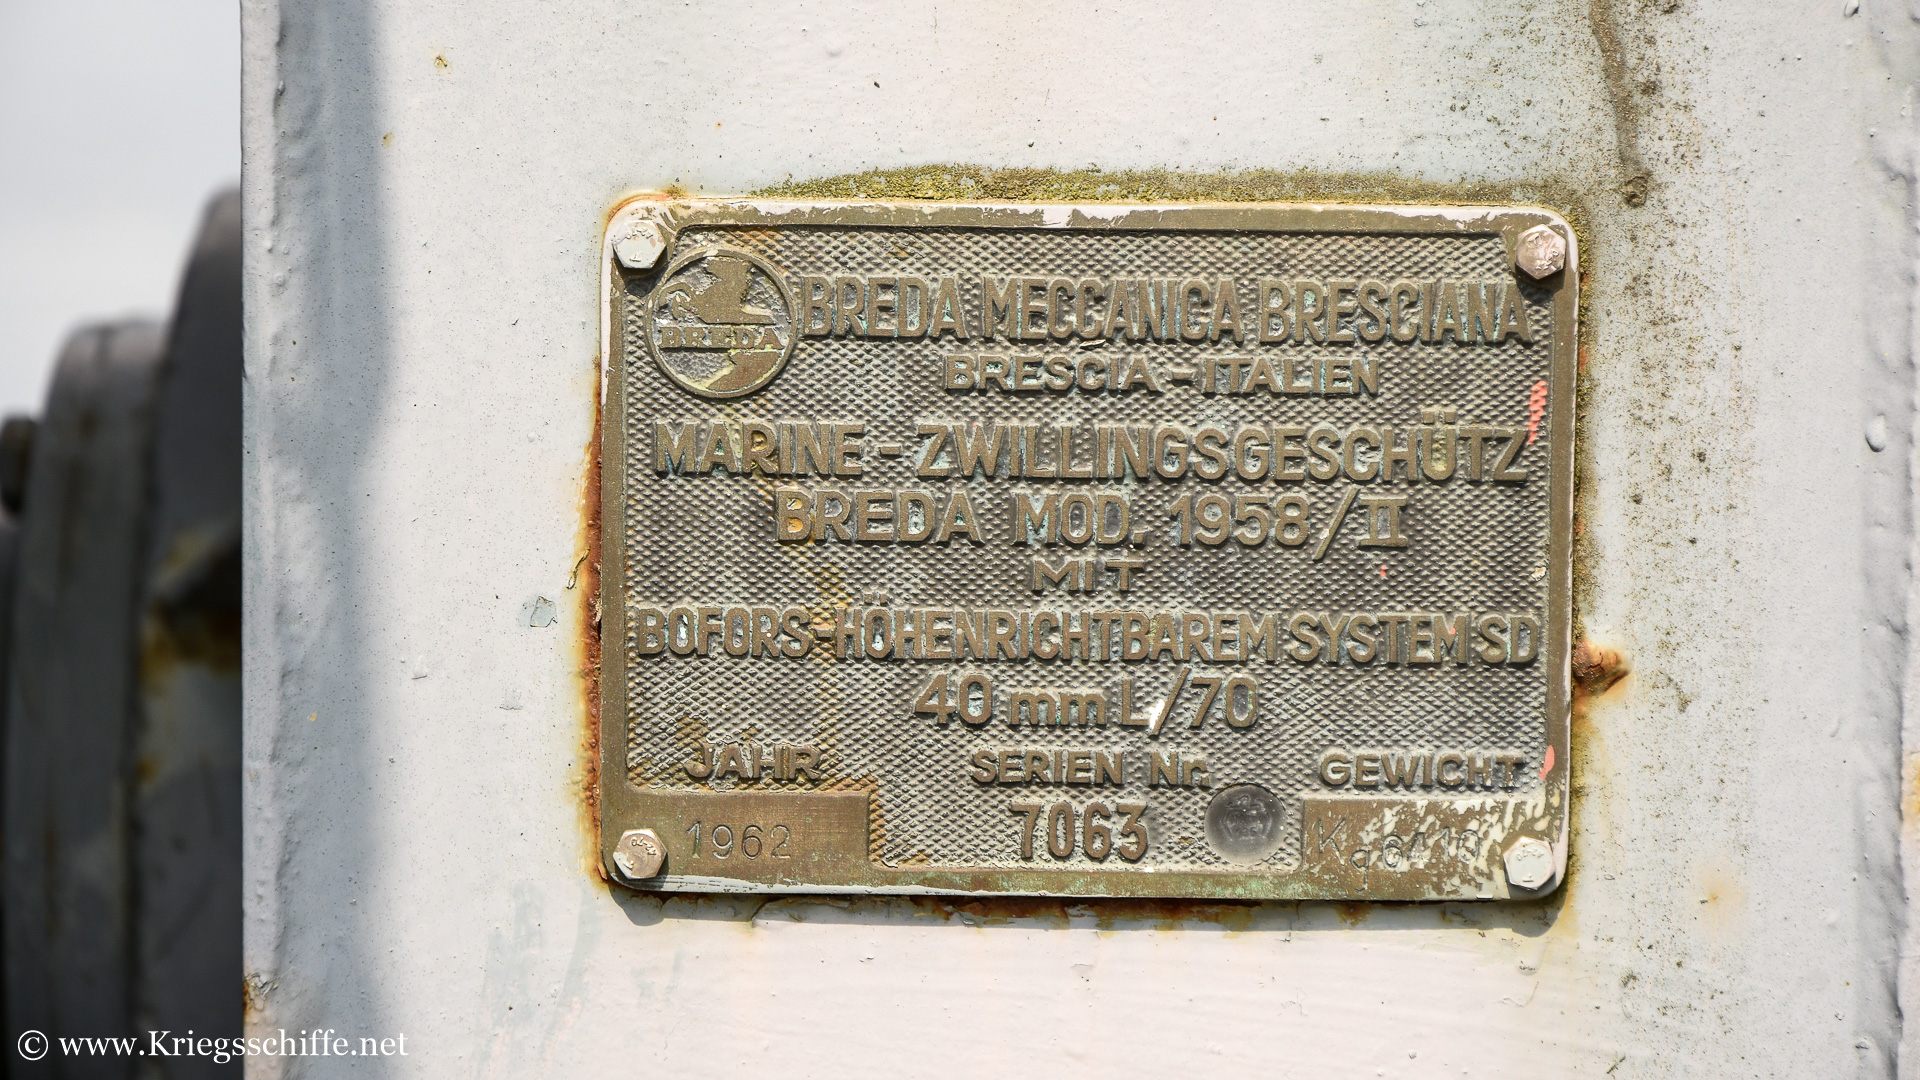 BREDA
BREDA MECCANICA BRESCIANA
BRESCIA-ITALIEN
MARINE-ZWILLINGSGESCHÜTZ
BREDA MOD. 1958/II
MIT
BOFORS-HÖHENRICHTBAREM SYSTEM SD
40 mm L/70
JAHR SERIEN Nr. GEWICHT
1962 7063 Kg
© www.Kriegsschiffe.net